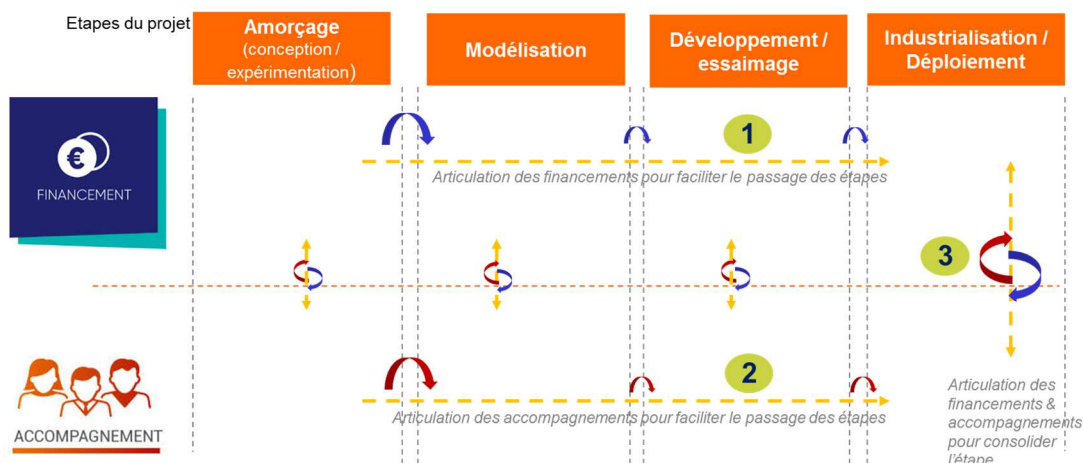 Etapes du projet
Amorçage
(conception /
expérimentation)
Modélisation
Développement /
essaimage
Industrialisation /
Déploiement
€
FINANCEMENT
1
Articulation des financements pour faciliter le passage des étapes
3
2
Articulation des accompagnements pour faciliter le passage des étapes
ACCOMPAGNEMENT
Articulation des
financements &
accompagnements
pour consolider
l'étape